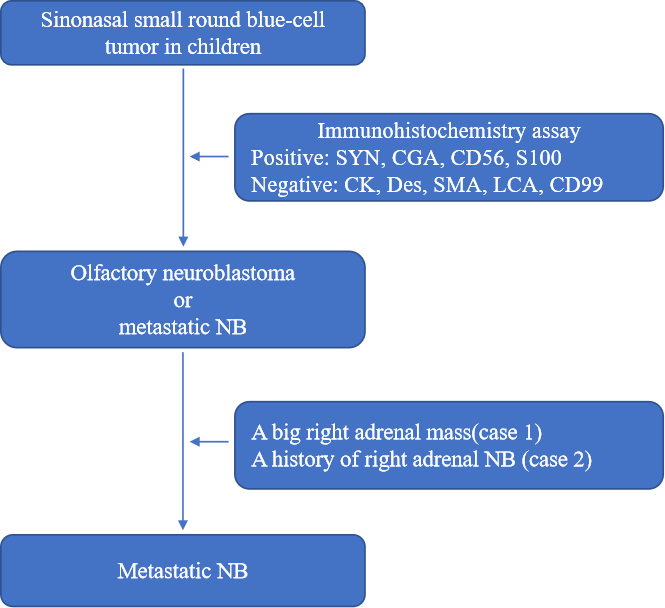 Sinonasal small round blue-cell
tumor in children
Immunohistochemistry assay
Positive: SYN, CGA, CD56, S100
Negative: CK, Des, SMA, LCA, CD99
Olfactory neuroblastoma
or
metastatic NB
A big right adrenal mass(case 1)
A history of right adrenal NB (case 2)
Metastatic NB